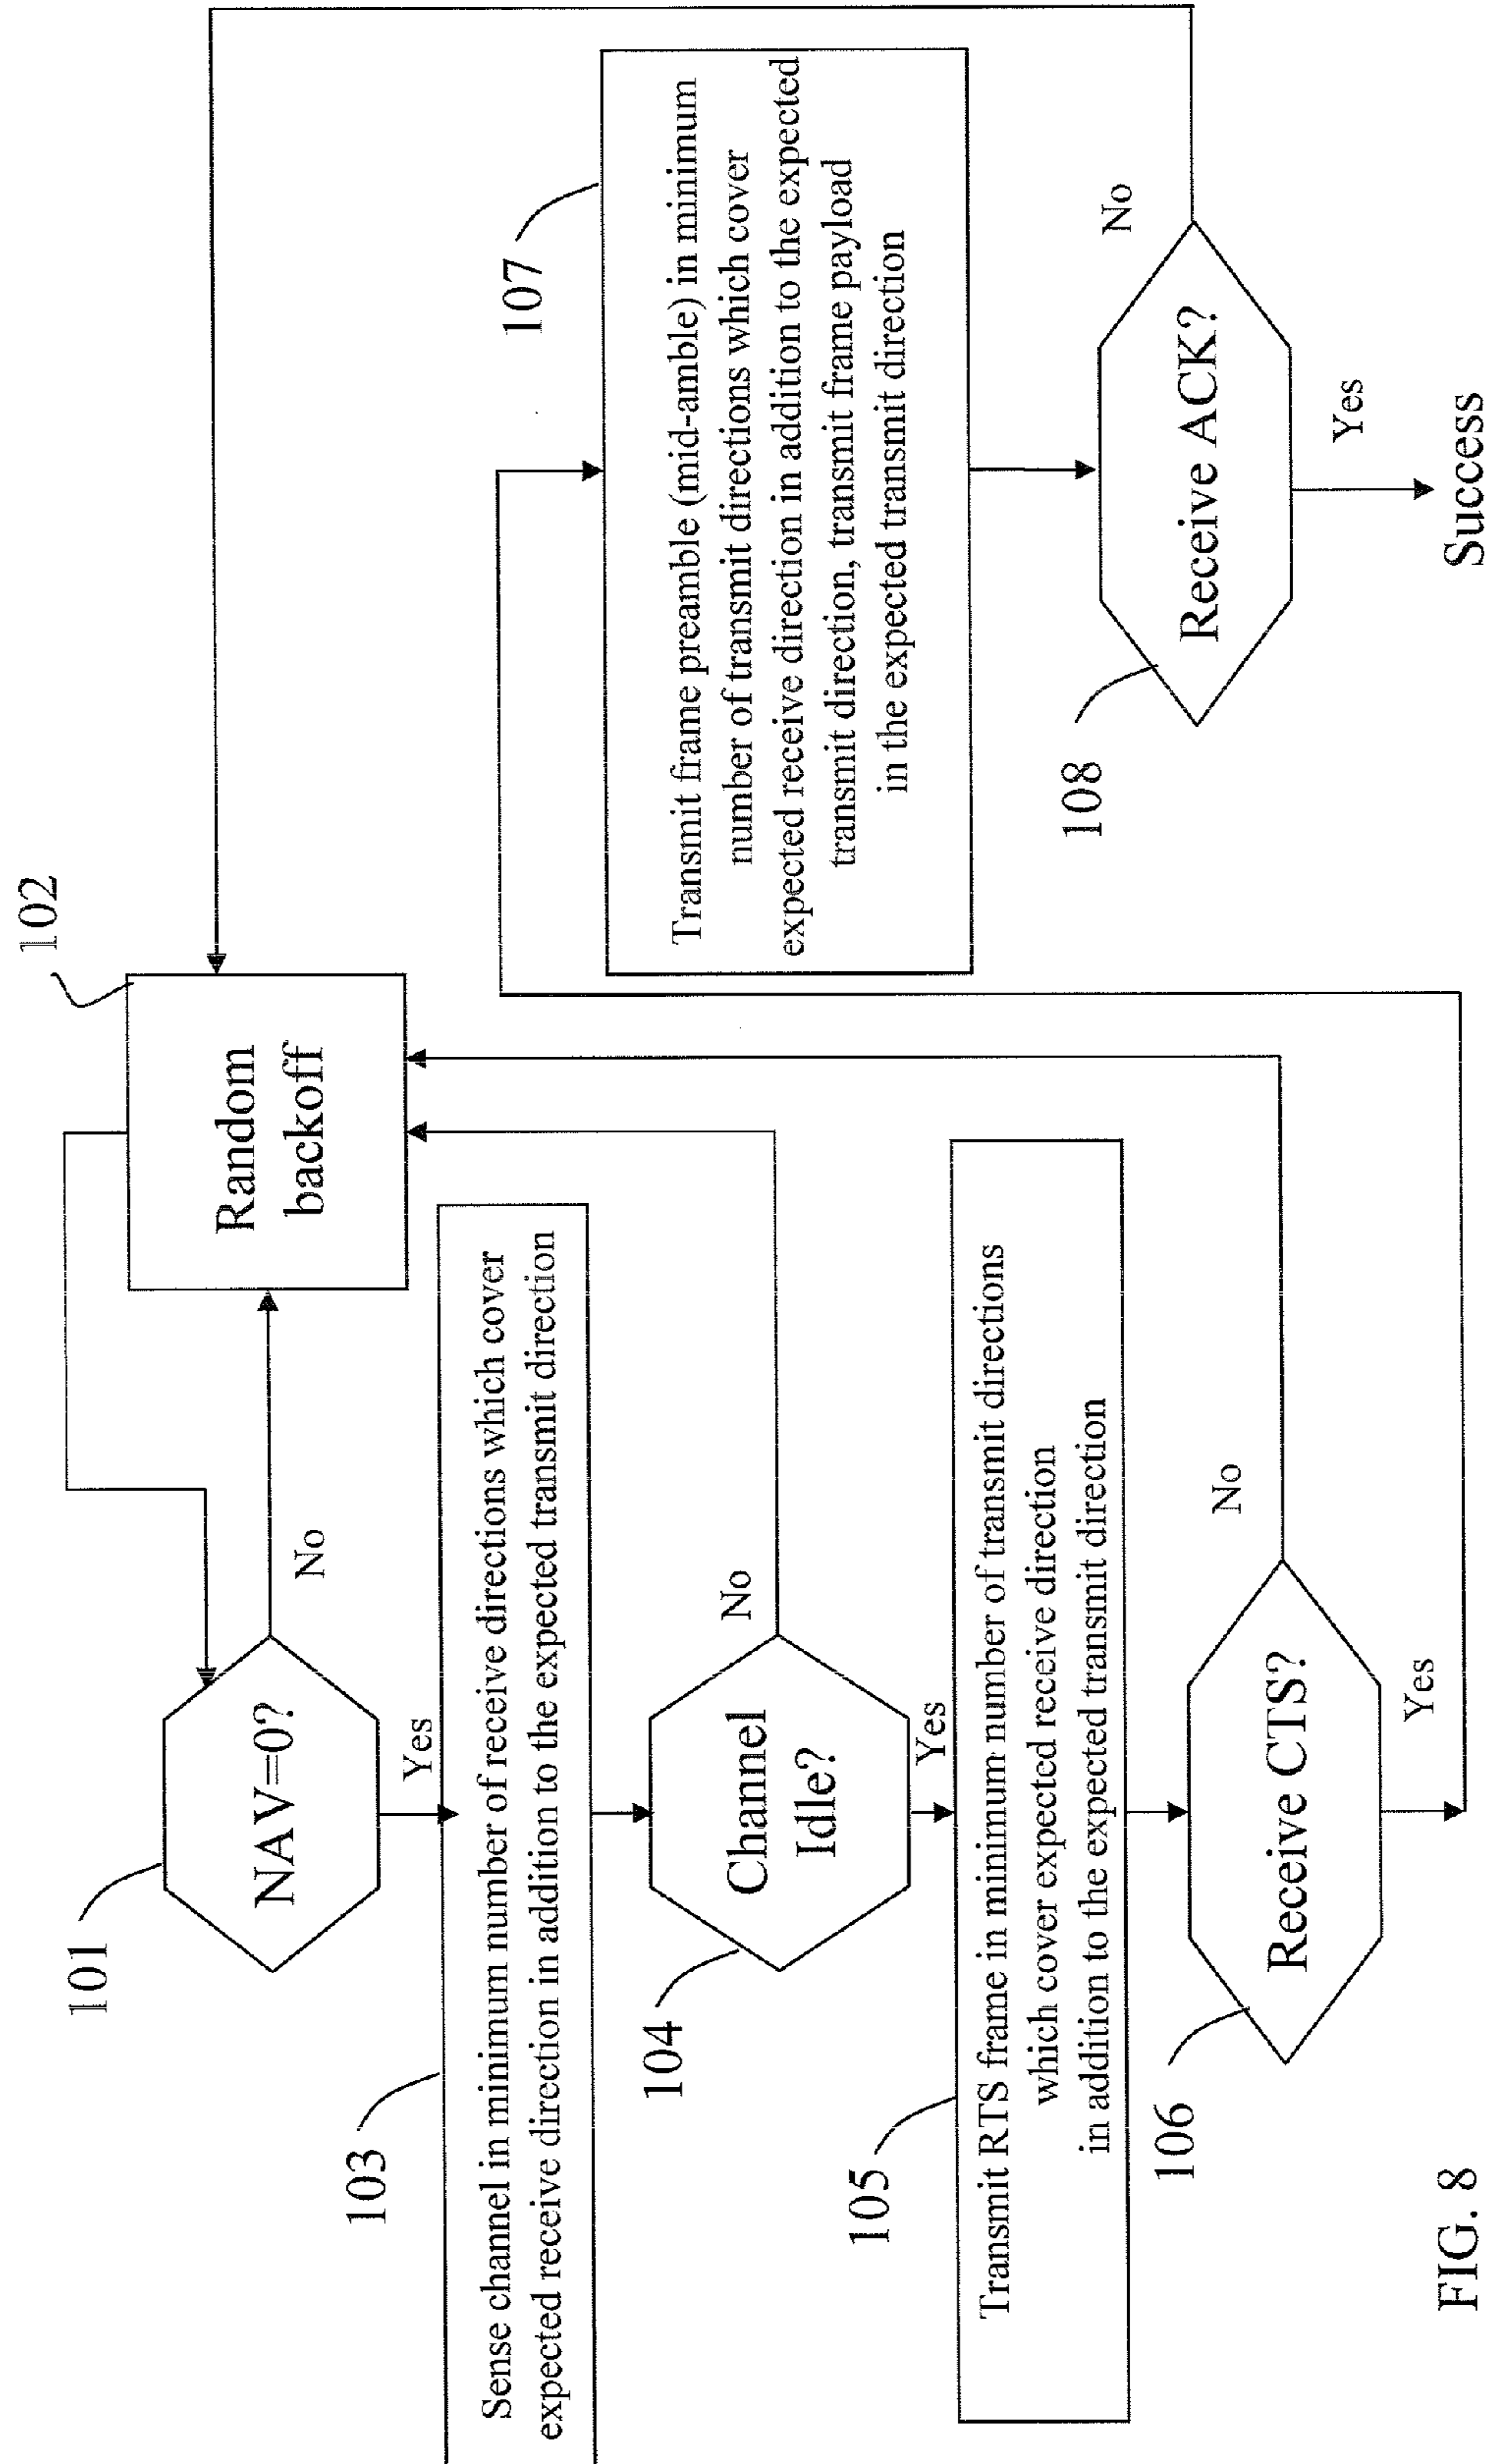 101
NAV=0?
No
Yes
102
Random
backoff
103
Sense channel in minimum number of receive directions which cover
expected receive direction in addition to the expected transmit direction
104
Channel
Idle?
No
Yes
105
Transmit RTS frame in minimum number of transmit directions
which cover expected receive direction
in addition to the expected transmit direction
106
Receive CTS?
No
Yes
107
Transmit frame preamble (mid-amble) in minimum
number of transmit directions which cover
expected receive direction in addition to the expected
transmit direction, transmit frame payload
in the expected transmit direction
108
Receive ACK?
No
Yes
Success
FIG. 8